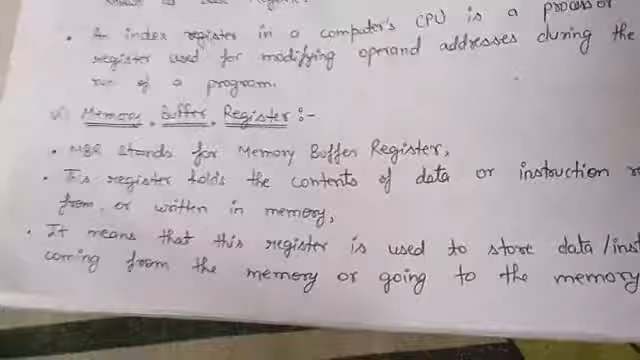 • A index register in a computer's CPU is a processor
register used for modifying operand addresses during the
run of a program.
v) Memory Buffer Register :-
• MBR stands for Memory Buffer Register,
• This register holds the contents of data or instruction
from, or written in memory,
• It means that this register is used to store data/inst
coming from the memory or going to the memory